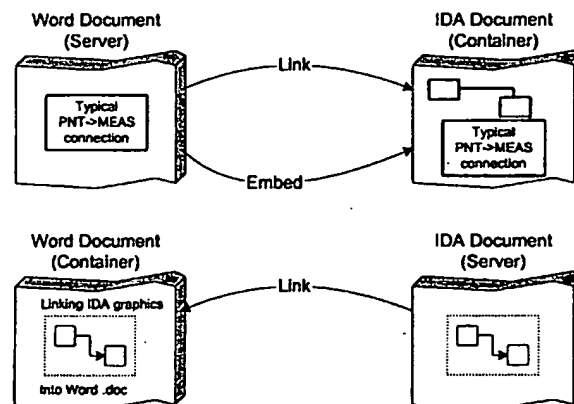 Word Document
(Server)
IDA Document
(Container)
Link
Typical
PNT->MEAS
connection
Typical
PNT->MEAS
connection
Embed
Word Document
(Container)
IDA Document
(Server)
Link
Linking IDA graphics
Into Word .doc